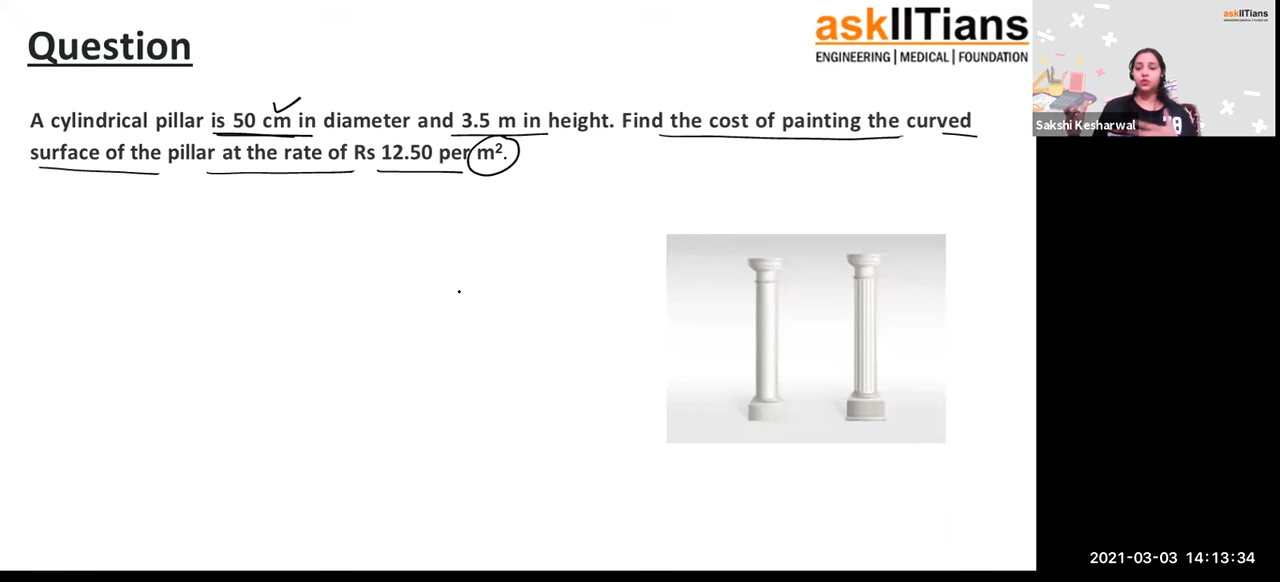 Question
askIITians
ENGINEERING | MEDICAL | FOUNDATION
askIITians
Sakshi Kesharwal
A cylindrical pillar is 50 cm in diameter and 3.5 m in height. Find the cost of painting the curved
surface of the pillar at the rate of Rs 12.50 per m².
2021-03-03 14:13:34